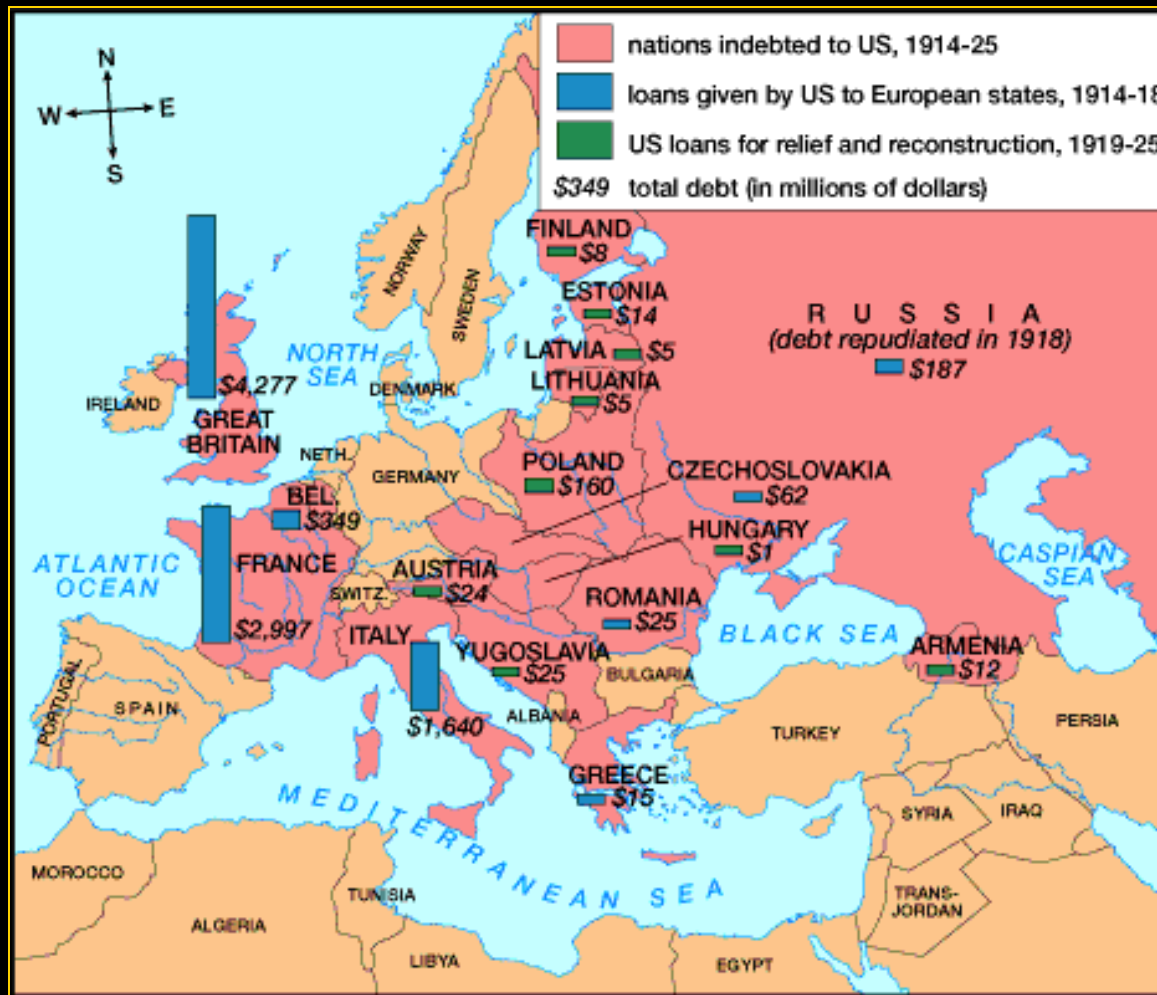 N
W E
S
nations indebted to US, 1914-25
loans given by US to European states, 1914-18
US loans for relief and reconstruction, 1919-25
$349 total debt (in millions of dollars)
FINLAND
$8
NORWAY
SWEDEN
ESTONIA
$14
R U S S I A
(debt repudiated in 1918)
$187
LATVIA $5
LITHUANIA
$5
NORTH
SEA
DENMARK
$4,277
IRELAND
GREAT
BRITAIN
NETH.
GERMANY
POLAND
$160
CZECHOSLOVAKIA
$62
BEL.
$349
HUNGARY
$1
ATLANTIC
OCEAN
FRANCE
$2,997
AUSTRIA
$24
SWITZ.
CASPIAN
SEA
ROMANIA
$25
BLACK SEA
ITALY
$1,640
YUGOSLAVIA
$25
BULGARIA
ARMENIA
$12
PORTUGAL
SPAIN
ALBANIA
TURKEY
PERSIA
GREECE
$15
MEDITERRANEAN SEA
SYRIA
IRAQ
MOROCCO
ALGERIA
TUNISIA
TRANS-
JORDAN
LIBYA
EGYPT